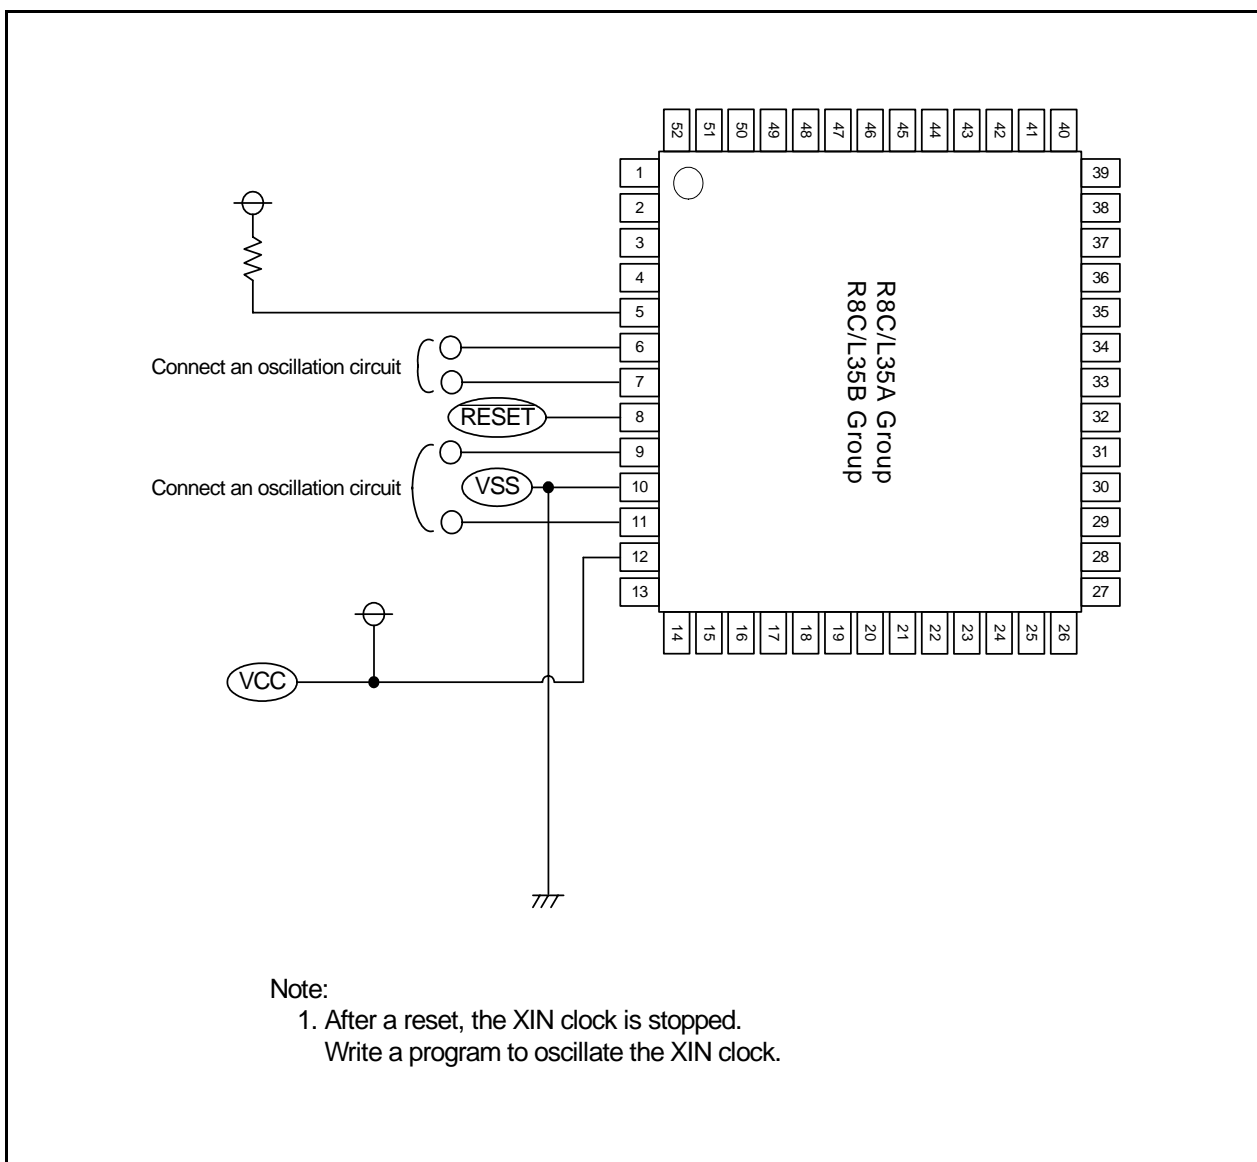 52 51 50 49 48 47 46 45 44 43 42 41 40
1
2
3
4
5
6
7
8
9
10
11
12
13
39
38
37
36
35
34
33
32
31
30
29
28
27
R8C/L35A Group
R8C/L35B Group
Connect an oscillation circuit
RESET
Connect an oscillation circuit
VSS
14 15 16 17 18 19 20 21 22 23 24 25 26
VCC
Note:
1. After a reset, the XIN clock is stopped.
Write a program to oscillate the XIN clock.